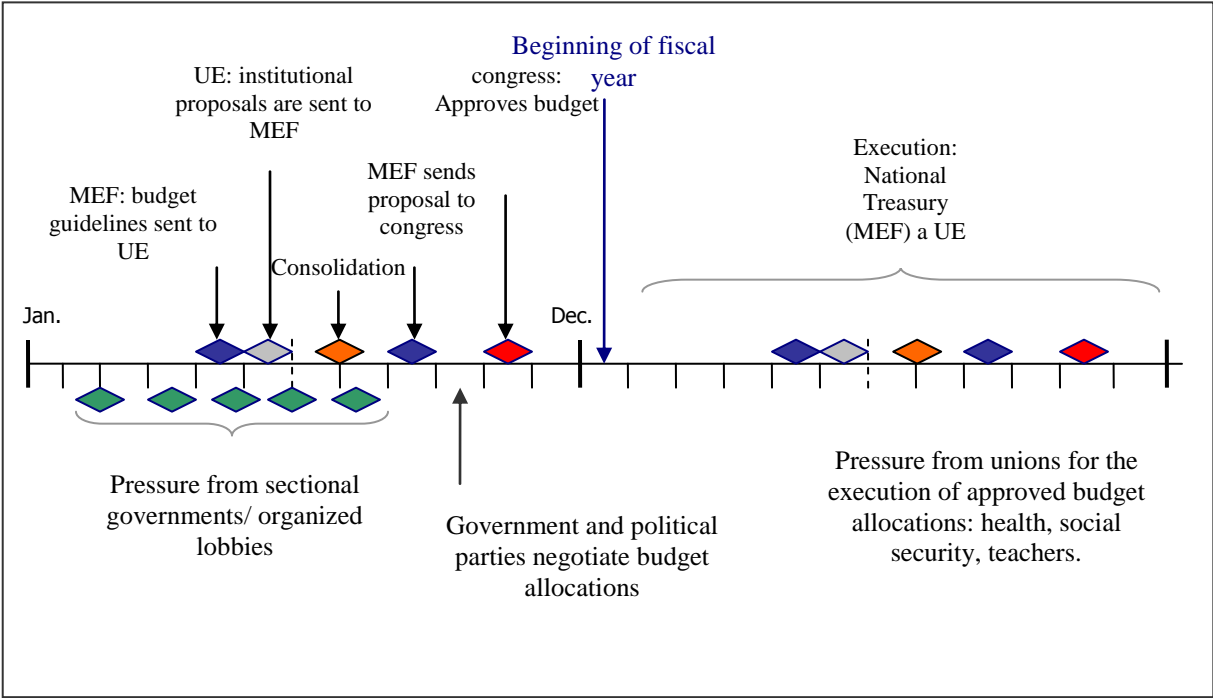 Beginning of fiscal
year
UE: institutional
proposals are sent to
MEF
congress:
Approves budget
MEF: budget
guidelines sent to
UE
MEF sends
proposal to
congress
Consolidation
Execution:
National
Treasury
(MEF) a UE
Jan.
Dec.
Pressure from sectional
governments/ organized
lobbies
Government and political
parties negotiate budget
allocations
Pressure from unions for the
execution of approved budget
allocations: health, social
security, teachers.